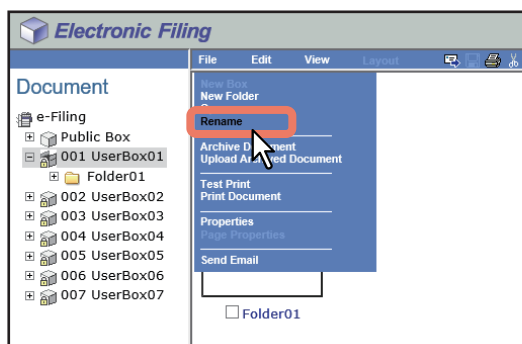 Electronic Filing
File Edit View Layout
Document
e-Filing
Public Box
001 UserBox01
Folder01
002 UserBox02
003 UserBox03
004 UserBox04
005 UserBox05
006 UserBox06
007 UserBox07
New Box
New Folder
Rename
Archive Document
Upload Archived Document
Test Print
Print Document
Properties
Page Properties
Send Email
Folder01